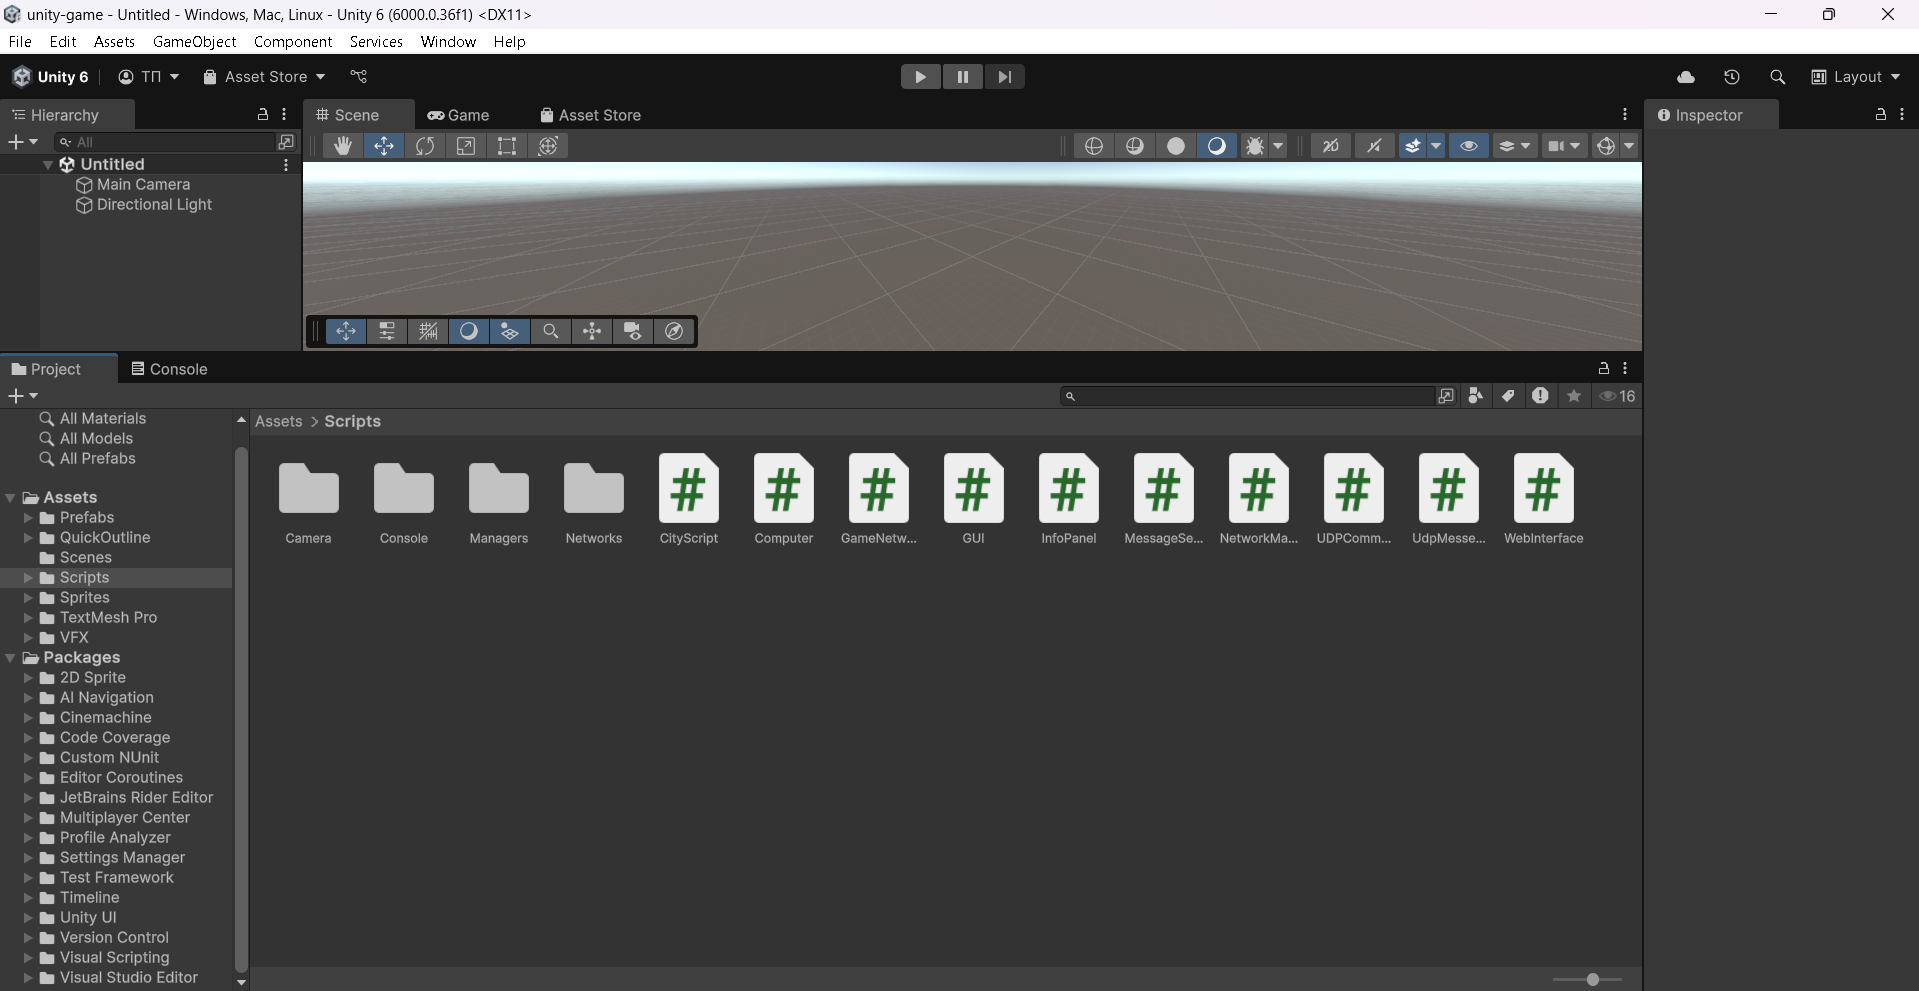 unity-game - Untitled - Windows, Mac, Linux - Unity 6 (6000.0.36f1) <DX11>
File Edit Assets GameObject Component Services Window Help
Unity 6 ТП Asset Store Layout
Hierarchy
All
Untitled
Main Camera
Directional Light
Scene Game Asset Store
2D
Inspector
Project Console
16
All Materials
All Models
All Prefabs
Assets
Prefabs
QuickOutline
Scenes
Scripts
Sprites
TextMesh Pro
VFX
Packages
2D Sprite
AI Navigation
Cinemachine
Code Coverage
Custom NUnit
Editor Coroutines
JetBrains Rider Editor
Multiplayer Center
Profile Analyzer
Settings Manager
Test Framework
Timeline
Unity UI
Version Control
Visual Scripting
Visual Studio Editor
Assets > Scripts
# # # # # # # # # #
Camera Console Managers Networks CityScript Computer GameNetw... GUI InfoPanel MessageSe... NetworkMa... UDPComm... UdpMesse... WebInterface